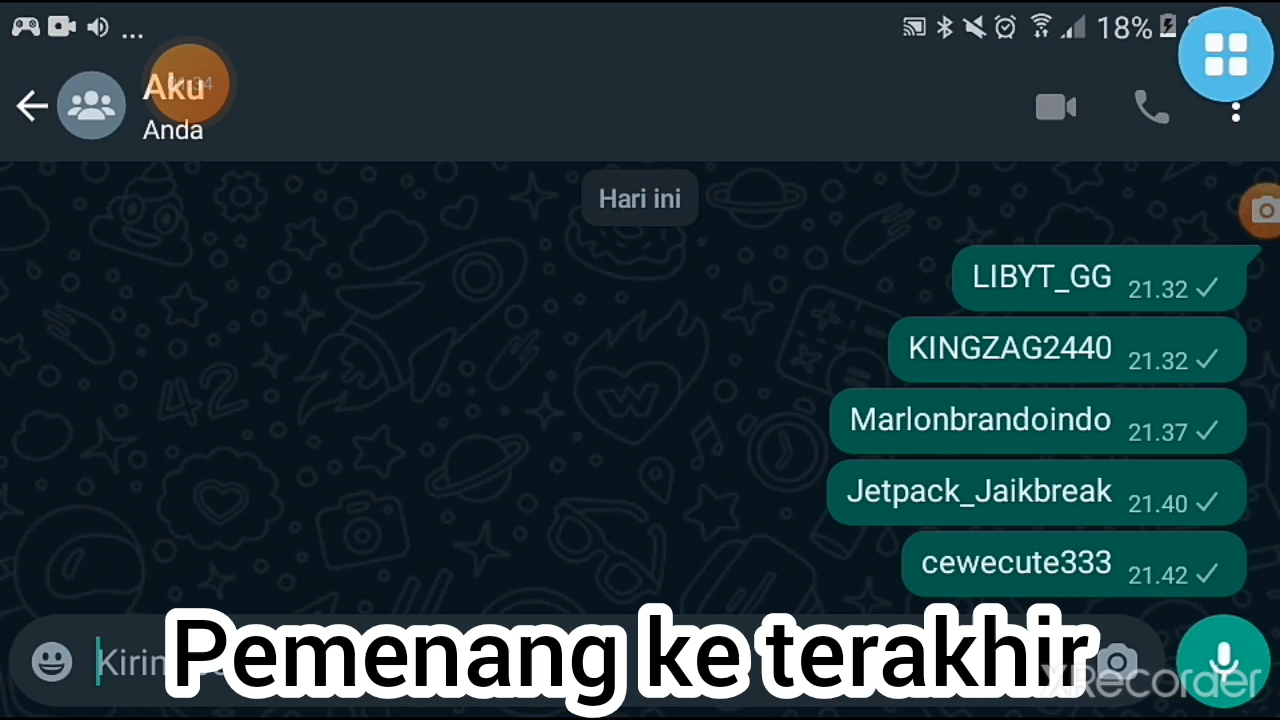 18%
Aku
Anda
Hari ini
LIBYT_GG 21.32
KINGZAG2440 21.32
Marlonbrandoindo 21.37
Jetpack_Jaikbreak 21.40
cewecute333 21.42
Pemenang ke terakhir
XRecorder